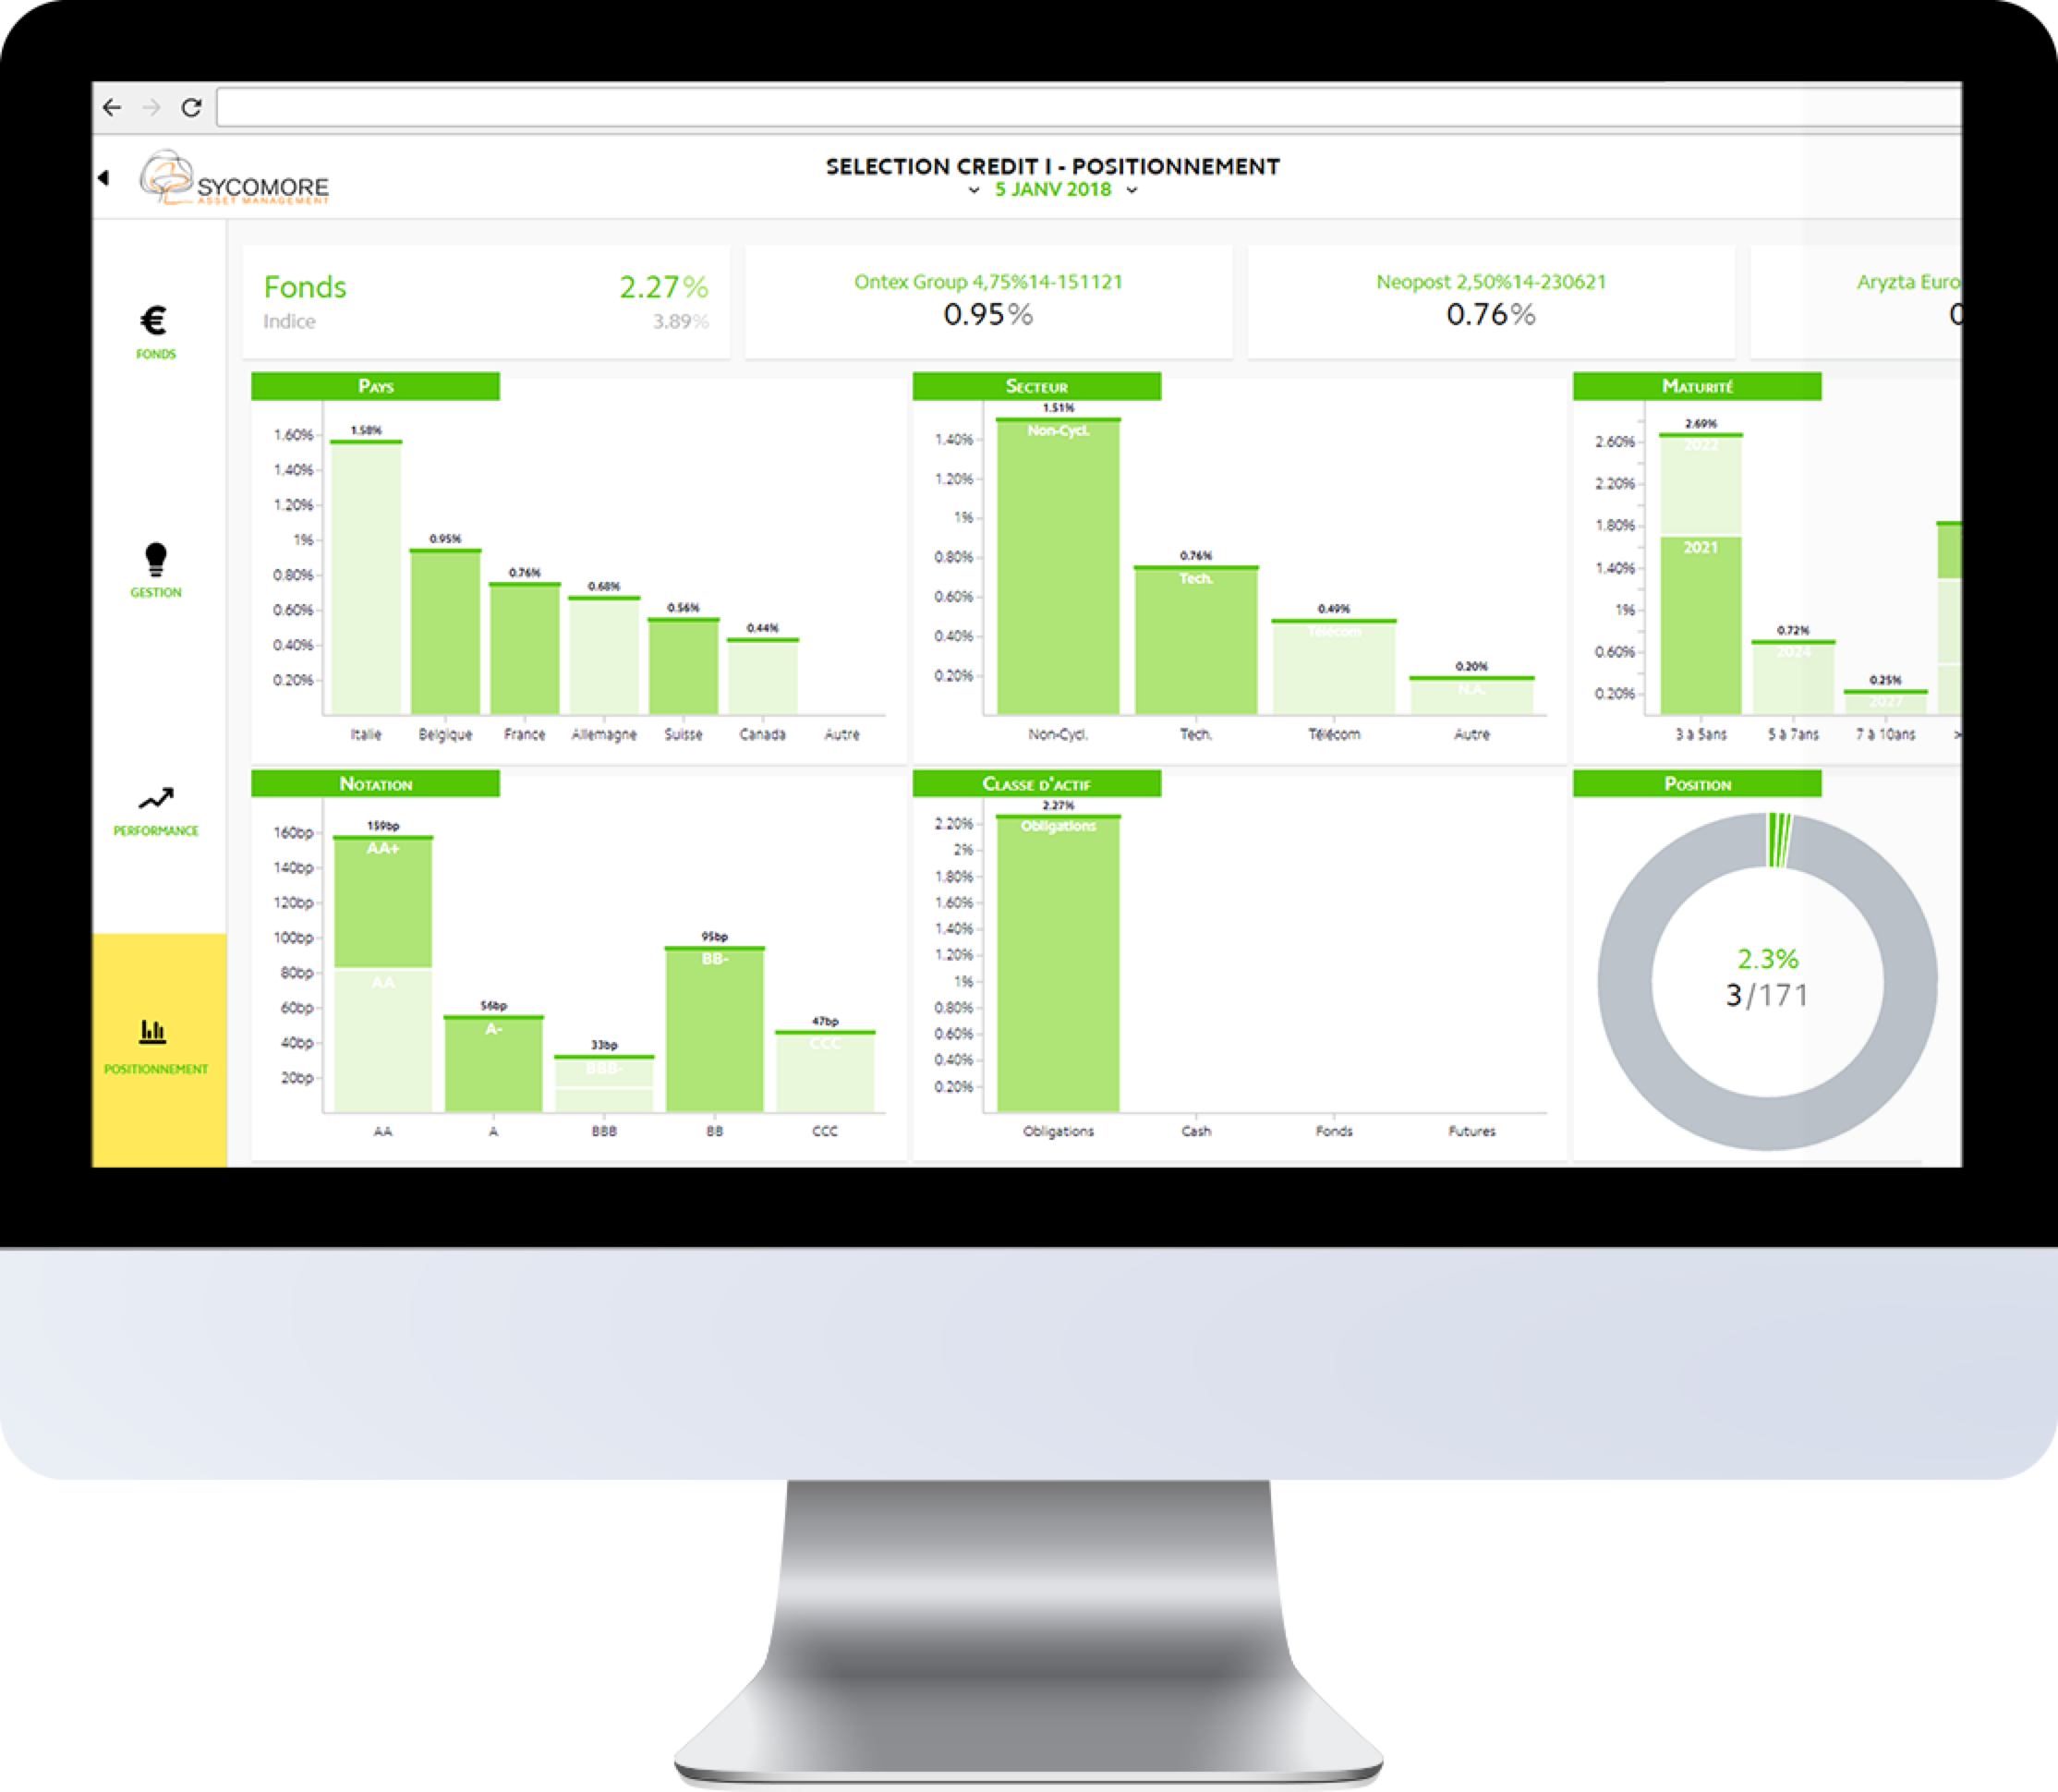 SYCOMORE
ASSET MANAGEMENT
SELECTION CREDIT I - POSITIONNEMENT
5 JANV 2018
€
FONDS
GESTION
PERFORMANCE
POSITIONNEMENT
Fonds 2.27%
Indice 3.89%
Ontex Group 4,75%14-151121
0.95%
Neopost 2,50%14-230621
0.76%
Aryzta Euro
0
PAYS
1.60%
1.40%
1.20%
1%
0.80%
0.60%
0.40%
0.20%
1.58%
0.95%
0.76%
0.68%
0.56%
0.44%
Italie Belgique France Allemagne Suisse Canada Autre
SECTEUR
1.40%
1.20%
1%
0.80%
0.60%
0.40%
0.20%
1.51%
Non-Cycl.
0.76%
Tech.
0.49%
Télécom
0.20%
N.A.
Non-Cycl. Tech. Télécom Autre
MATURITÉ
2.60%
2.20%
1.80%
1.40%
1%
0.60%
0.20%
2.69%
2022
2021
0.72%
2024
0.25%
2027
3 à 5ans 5 à 7ans 7 à 10ans >
NOTATION
160bp
140bp
120bp
100bp
80bp
60bp
40bp
20bp
159bp
AA+
AA
56bp
A-
33bp
BBB-
95bp
BB-
47bp
CCC
AA A BBB BB CCC
CLASSE D'ACTIF
2.20%
2%
1.80%
1.60%
1.40%
1.20%
1%
0.80%
0.60%
0.40%
0.20%
2.27%
Obligations
Obligations Cash Fonds Futures
POSITION
2.3%
3/171